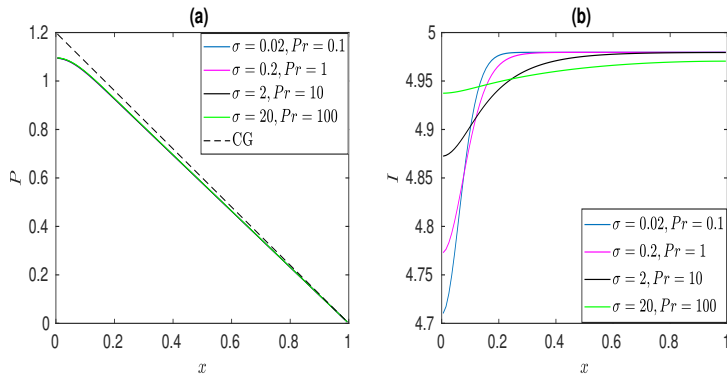 (a)
1.2
1
0.8
0.6
0.4
0.2
0
P
0 0.2 0.4 0.6 0.8 1
x
σ = 0.02, Pr = 0.1
σ = 0.2, Pr = 1
σ = 2, Pr = 10
σ = 20, Pr = 100
CG
(b)
5
4.95
4.9
4.85
4.8
4.75
4.7
I
0 0.2 0.4 0.6 0.8 1
x
σ = 0.02, Pr = 0.1
σ = 0.2, Pr = 1
σ = 2, Pr = 10
σ = 20, Pr = 100